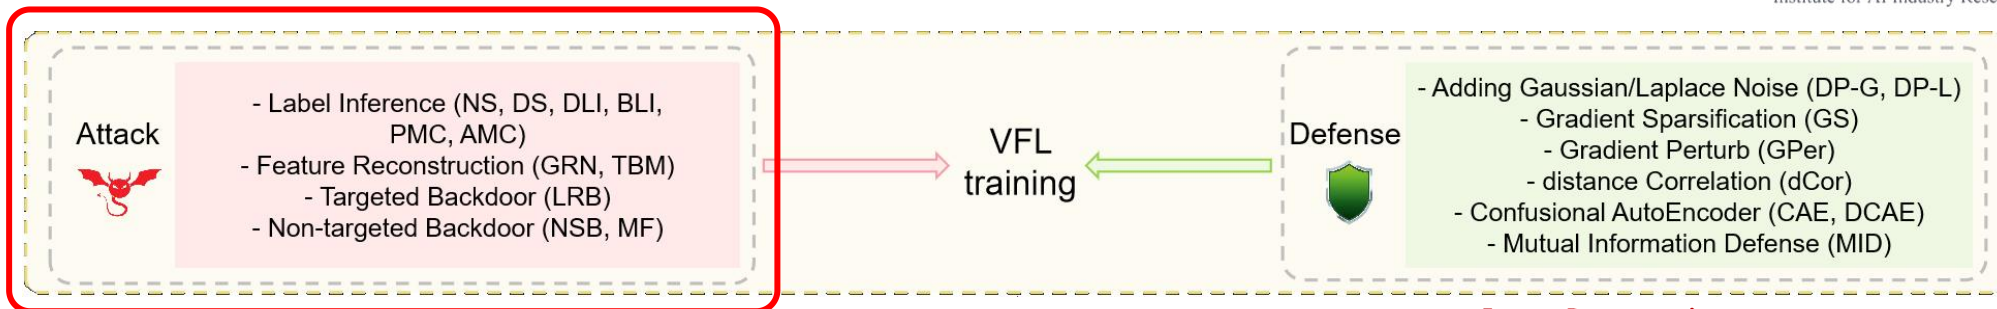 Attack
- Label Inference (NS, DS, DLI, BLI,
PMC, AMC)
- Feature Reconstruction (GRN, TBM)
- Targeted Backdoor (LRB)
- Non-targeted Backdoor (NSB, MF)
VFL
training
Defense
- Adding Gaussian/Laplace Noise (DP-G, DP-L)
- Gradient Sparsification (GS)
- Gradient Perturb (GPer)
- distance Correlation (dCor)
- Confusional AutoEncoder (CAE, DCAE)
- Mutual Information Defense (MID)